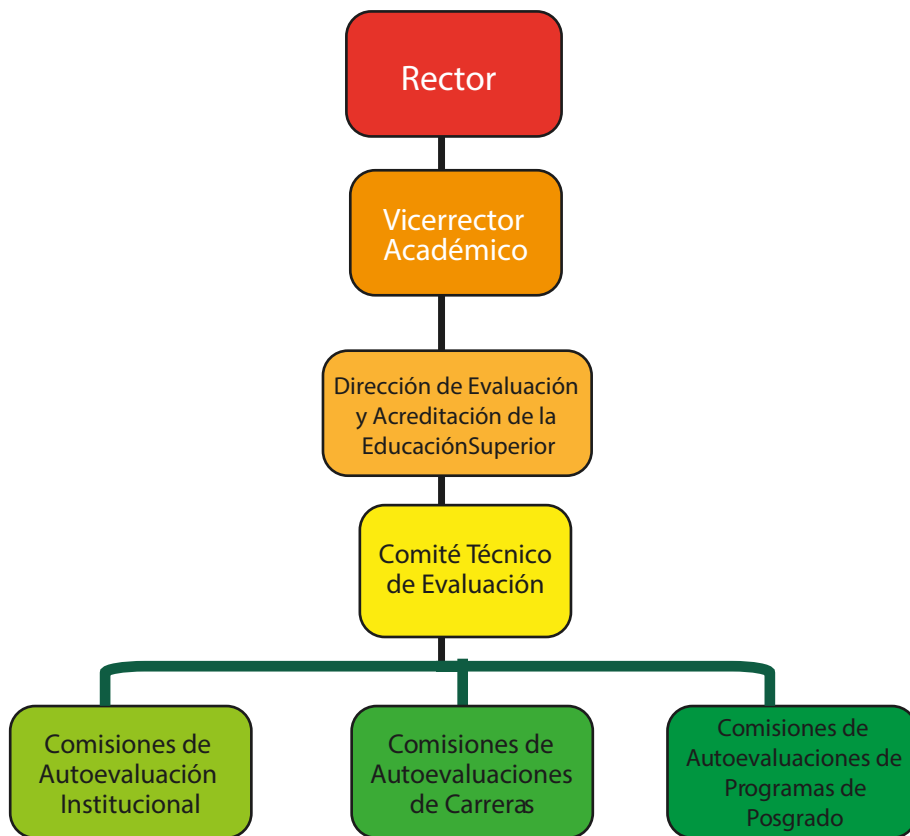 Rector
Vicerrector
Académico
Dirección de Evaluación
y Acreditación de la
EducaciónSuperior
Comité Técnico
de Evaluación
Comisiones de
Autoevaluación
Institucional
Comisiones de
Autoevaluaciones
de Carreras
Comisiones de
Autoevaluaciones de
Programas de
Posgrado